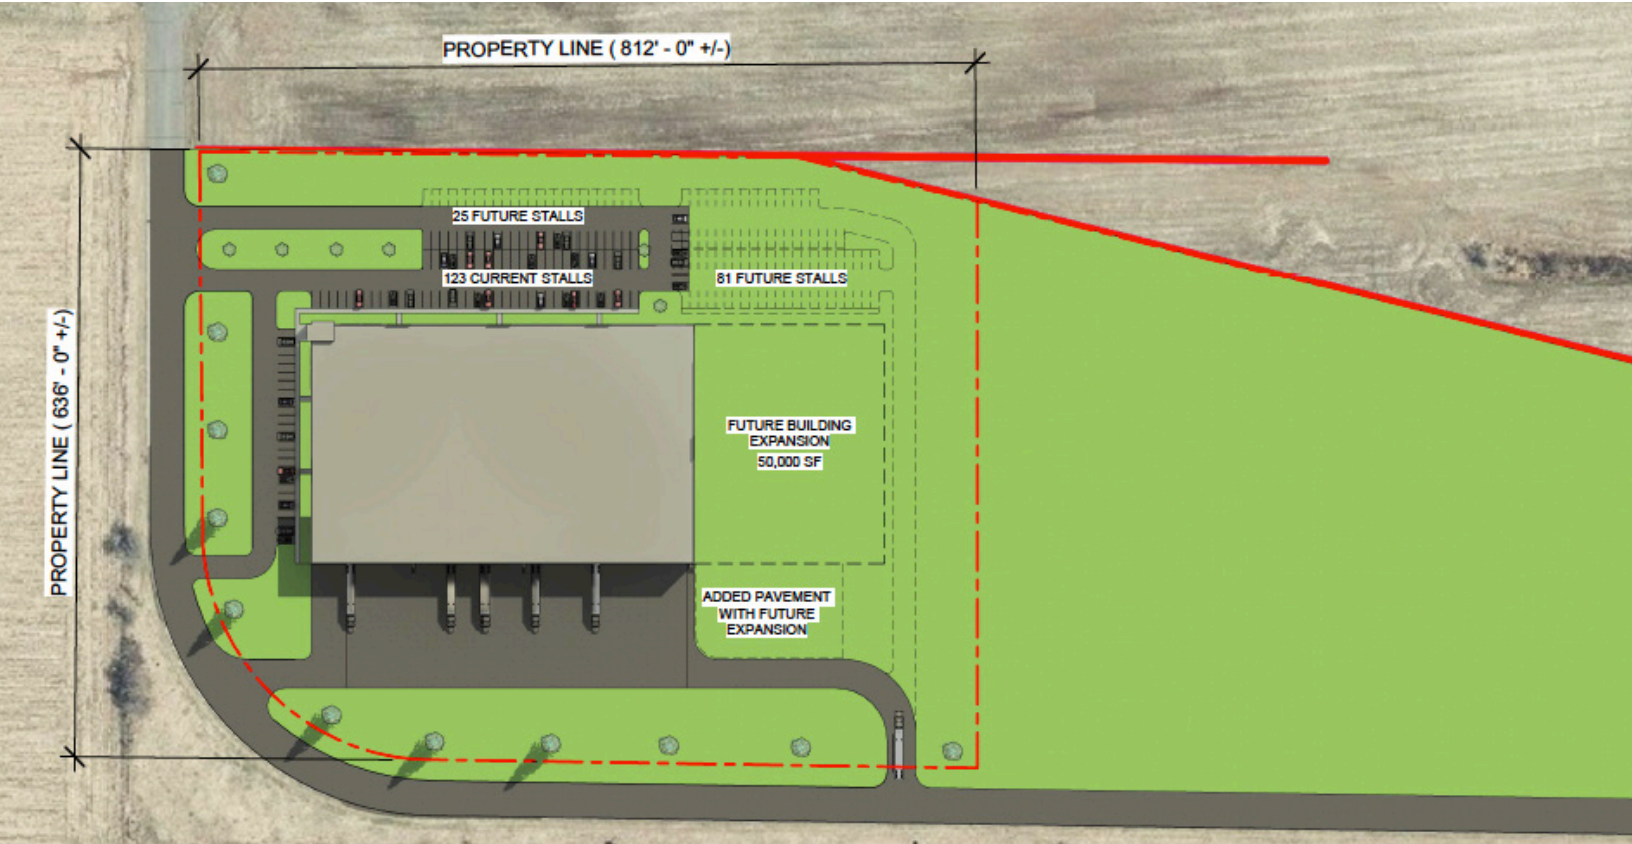 PROPERTY LINE ( 812' - 0" +/-)
PROPERTY LINE ( 636' - 0" +/-)
25 FUTURE STALLS
123 CURRENT STALLS
81 FUTURE STALLS
FUTURE BUILDING
EXPANSION
50,000 SF
ADDED PAVEMENT
WITH FUTURE
EXPANSION